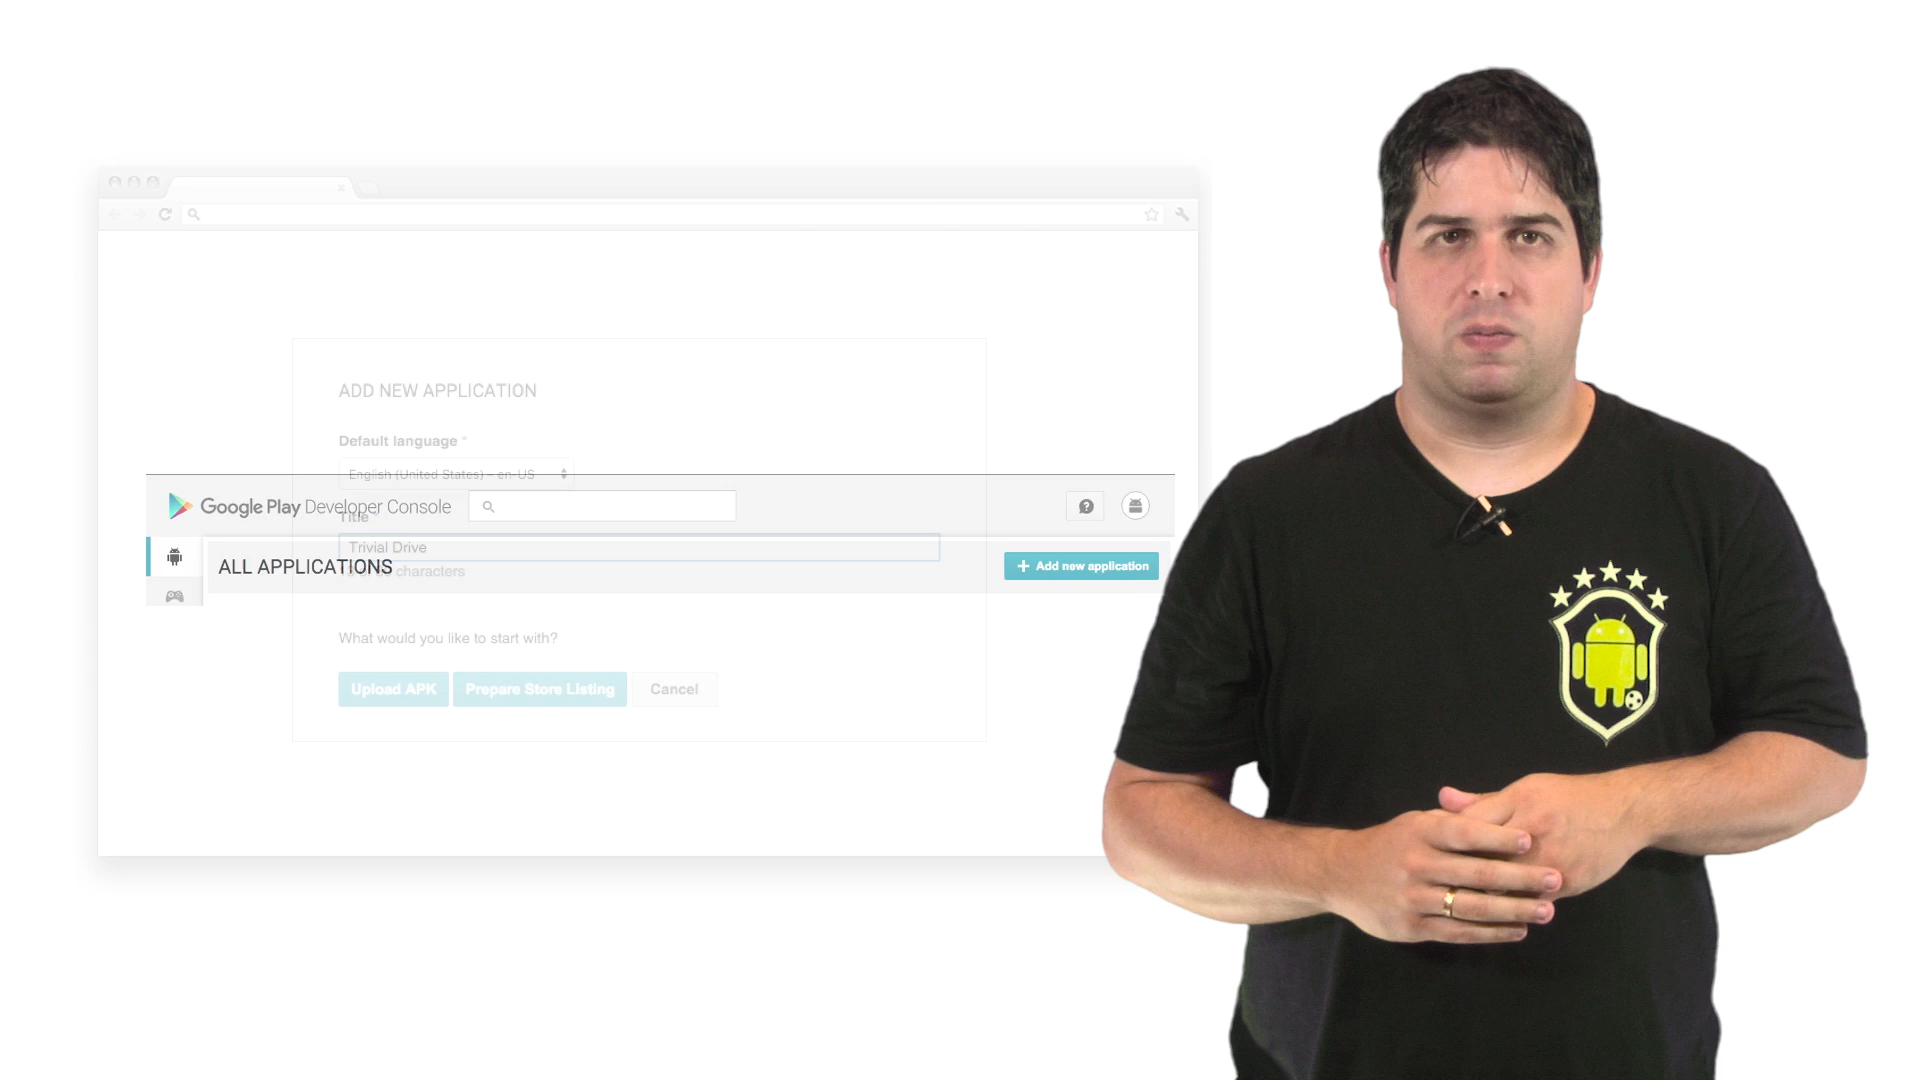 ADD NEW APPLICATION
Default language *
English (United States) – en-US
Google Play Developer Console
Title
Trivial Drive
ALL APPLICATIONS
characters
+ Add new application
What would you like to start with?
Upload APK
Prepare Store Listing
Cancel